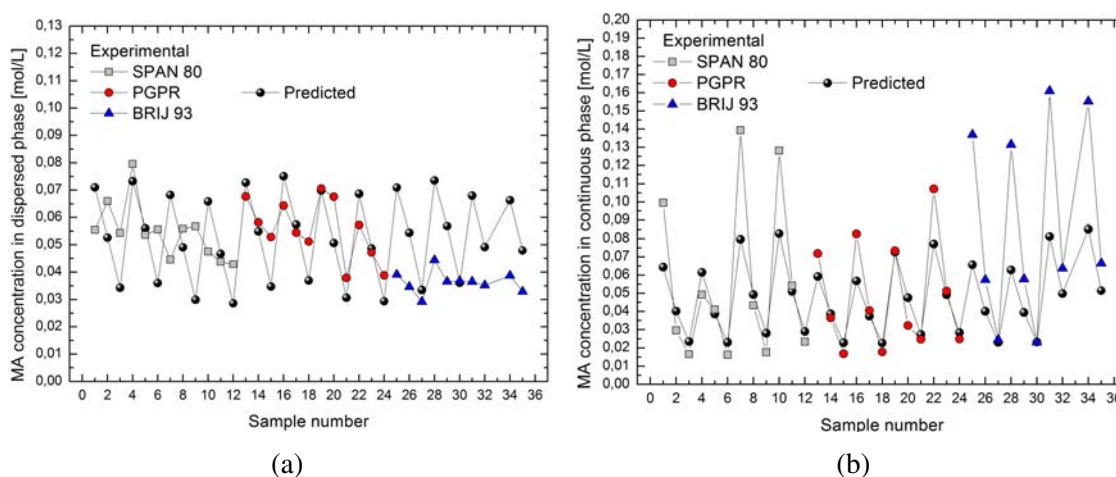 0,13
0,12
0,11
0,10
0,09
0,08
0,07
0,06
0,05
0,04
0,03
0,02
0,01
0,00
MA concentration in dispersed phase [mol/L]
Experimental
SPAN 80
PGPR
BRIJ 93
Predicted
0 2 4 6 8 10 12 14 16 18 20 22 24 26 28 30 32 34 36
Sample number
(a)
0,20
0,19
0,18
0,17
0,16
0,15
0,14
0,13
0,12
0,11
0,10
0,09
0,08
0,07
0,06
0,05
0,04
0,03
0,02
0,01
0,00
MA concentration in continuous phase [mol/L]
Experimental
SPAN 80
PGPR
BRIJ 93
Predicted
0 2 4 6 8 10 12 14 16 18 20 22 24 26 28 30 32 34 36
Sample number
(b)